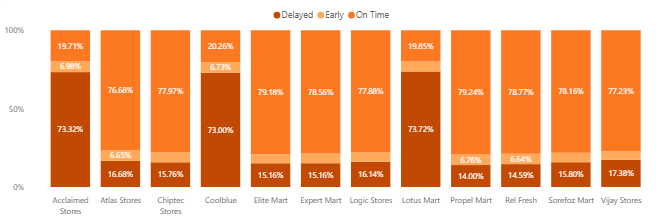 Delayed Early On Time
100%
50%
0%
19.71% 76.68% 77.97% 20.26% 79.18% 78.56% 77.88% 19.85% 79.24% 78.77% 78.16% 77.23%
6.98% 6.65% 6.73% 6.76% 6.64%
73.32% 16.68% 15.76% 73.00% 15.16% 15.16% 16.14% 73.72% 14.00% 14.59% 15.80% 17.38%
Acclaimed Atlas Stores Chiptec Coolblue Elite Mart Expert Mart Logic Stores Lotus Mart Propel Mart Rel Fresh Sorefoz Mart Vijay Stores
Stores Stores